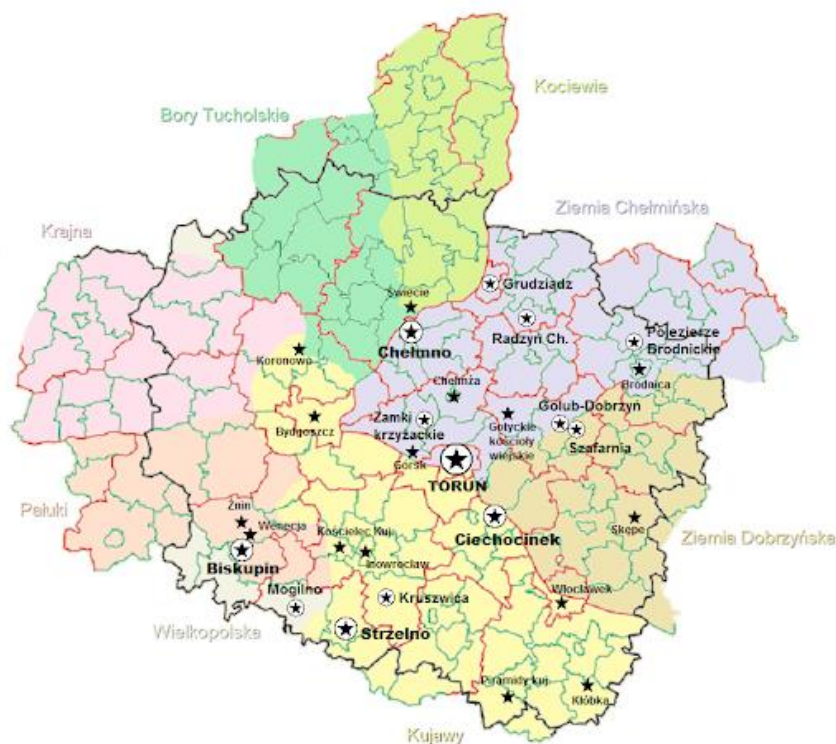 Kociewie
Bory Tucholskie
Ziemia Chełmińska
Krajna
Grudziądz
Świecie
Radzyń Ch.
Pojezierze
Brodnickie
Chełmno
Koronowo
Brodnica
Chełmża
Golub-Dobrzyń
Zamki
krzyżackie
Gotyckie
kościoły
wiejskie
Bydgoszcz
Szafarnia
Górsk
TORUŃ
Pałuki
Żnin
Wenecja
Kościelec Kuj.
Ciechocinek
Skępe
Ziemia Dobrzyńska
Inowrocław
Biskupin
Mogilno
Kruszwica
Włocławek
Wielkopolska
Strzelno
Piramidy kuj.
Kłóbka
Kujawy